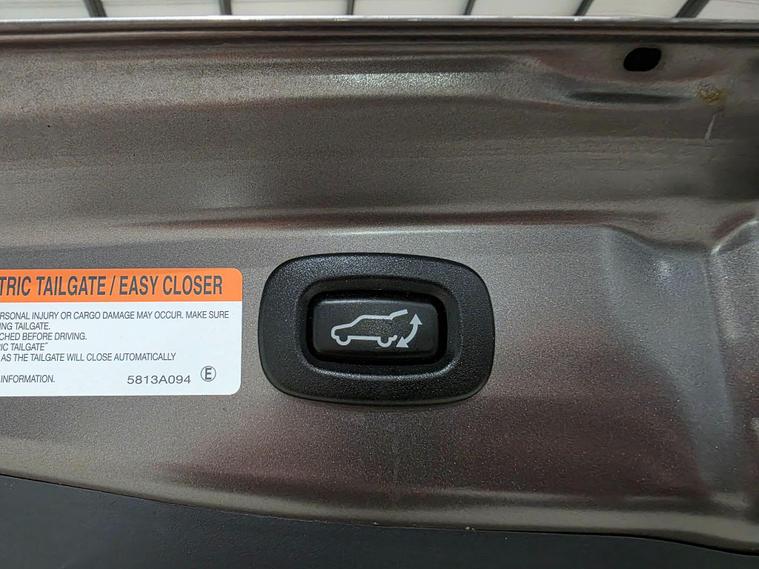 TRIC TAILGATE / EASY CLOSER
ERSONAL INJURY OR CARGO DAMAGE MAY OCCUR. MAKE SURE
ING TAILGATE.
CHED BEFORE DRIVING.
IC TAILGATE"
AS THE TAILGATE WILL CLOSE AUTOMATICALLY
INFORMATION.
5813A094 Ⓔ